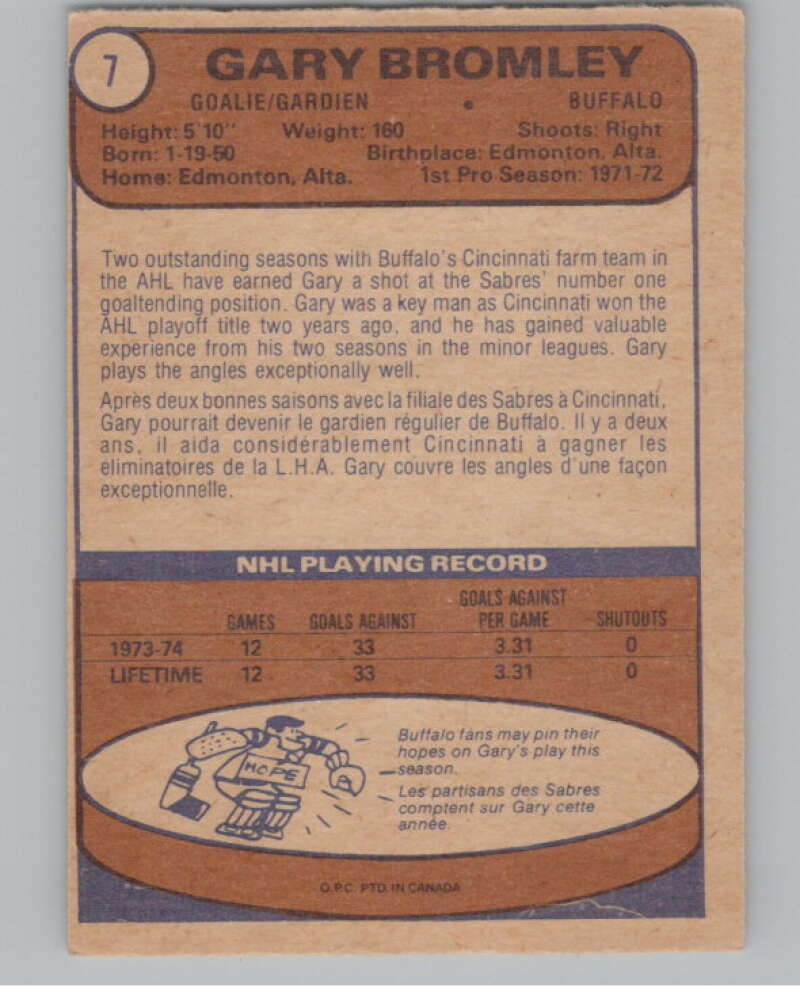 7
GARY BROMLEY
GOALIE/GARDIEN • BUFFALO
Height: 5'10" Weight: 160 Shoots: Right
Born: 1-19-50 Birthplace: Edmonton, Alta.
Home: Edmonton, Alta. 1st Pro Season: 1971-72
Two outstanding seasons with Buffalo's Cincinnati farm team in
the AHL have earned Gary a shot at the Sabres' number one
goaltending position. Gary was a key man as Cincinnati won the
AHL playoff title two years ago, and he has gained valuable
experience from his two seasons in the minor leagues. Gary
plays the angles exceptionally well.
Après deux bonnes saisons avec la filiale des Sabres à Cincinnati,
Gary pourrait devenir le gardien régulier de Buffalo. Il y a deux
ans, il aida considérablement Cincinnati à gagner les
éliminatoires de la L.H.A. Gary couvre les angles d'une façon
exceptionnelle.
NHL PLAYING RECORD
GAMES GOALS AGAINST GOALS AGAINST PER GAME SHUTOUTS
1973-74 12 33 3.31 0
LIFETIME 12 33 3.31 0
HOPE
Buffalo fans may pin their
hopes on Gary's play this
season.
Les partisans des Sabres
comptent sur Gary cette
année.
O.P.C. PTD. IN CANADA